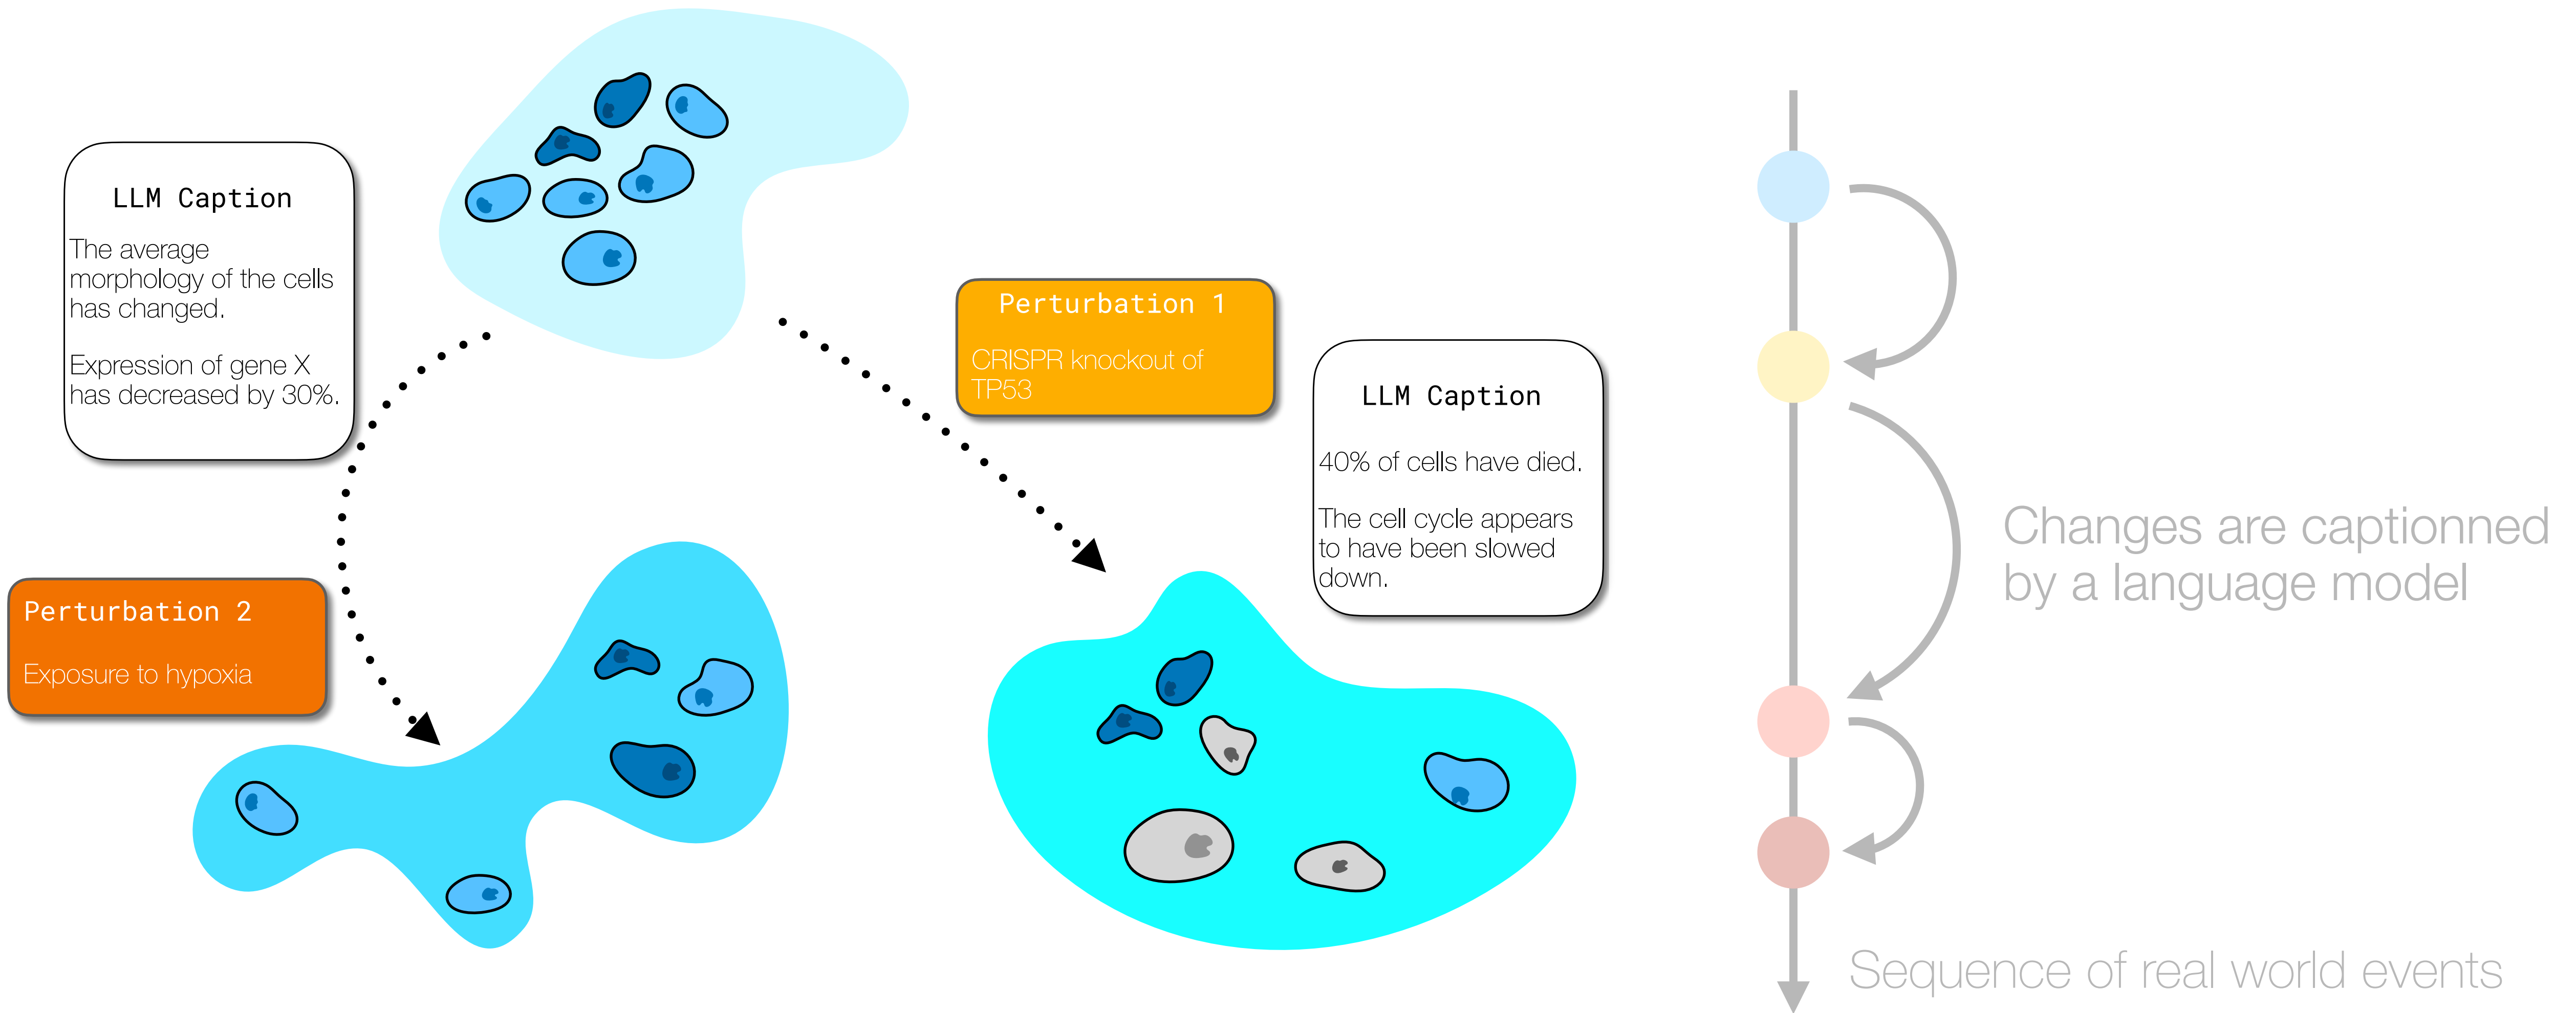 LLM Caption
The average
morphology of the cells
has changed.
Expression of gene X
has decreased by 30%.
Perturbation 1
CRISPR knockout of
TP53
LLM Caption
40% of cells have died.
The cell cycle appears
to have been slowed
down.
Perturbation 2
Exposure to hypoxia
Changes are captionned
by a language model
Sequence of real world events